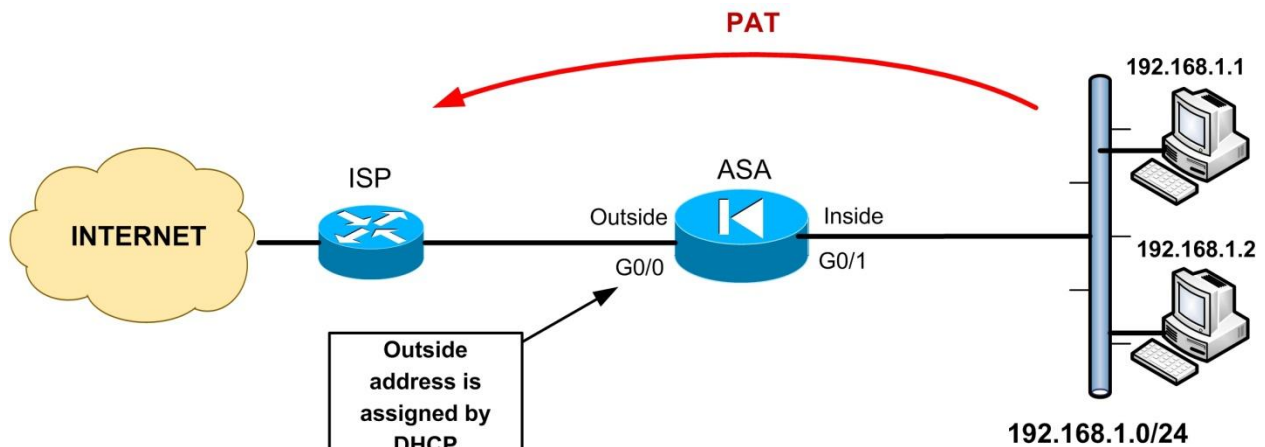 PAT
192.168.1.1
ISP
ASA
INTERNET
Outside
Inside
G0/0
G0/1
192.168.1.2
Outside
address is
assigned by
DHCP
192.168.1.0/24